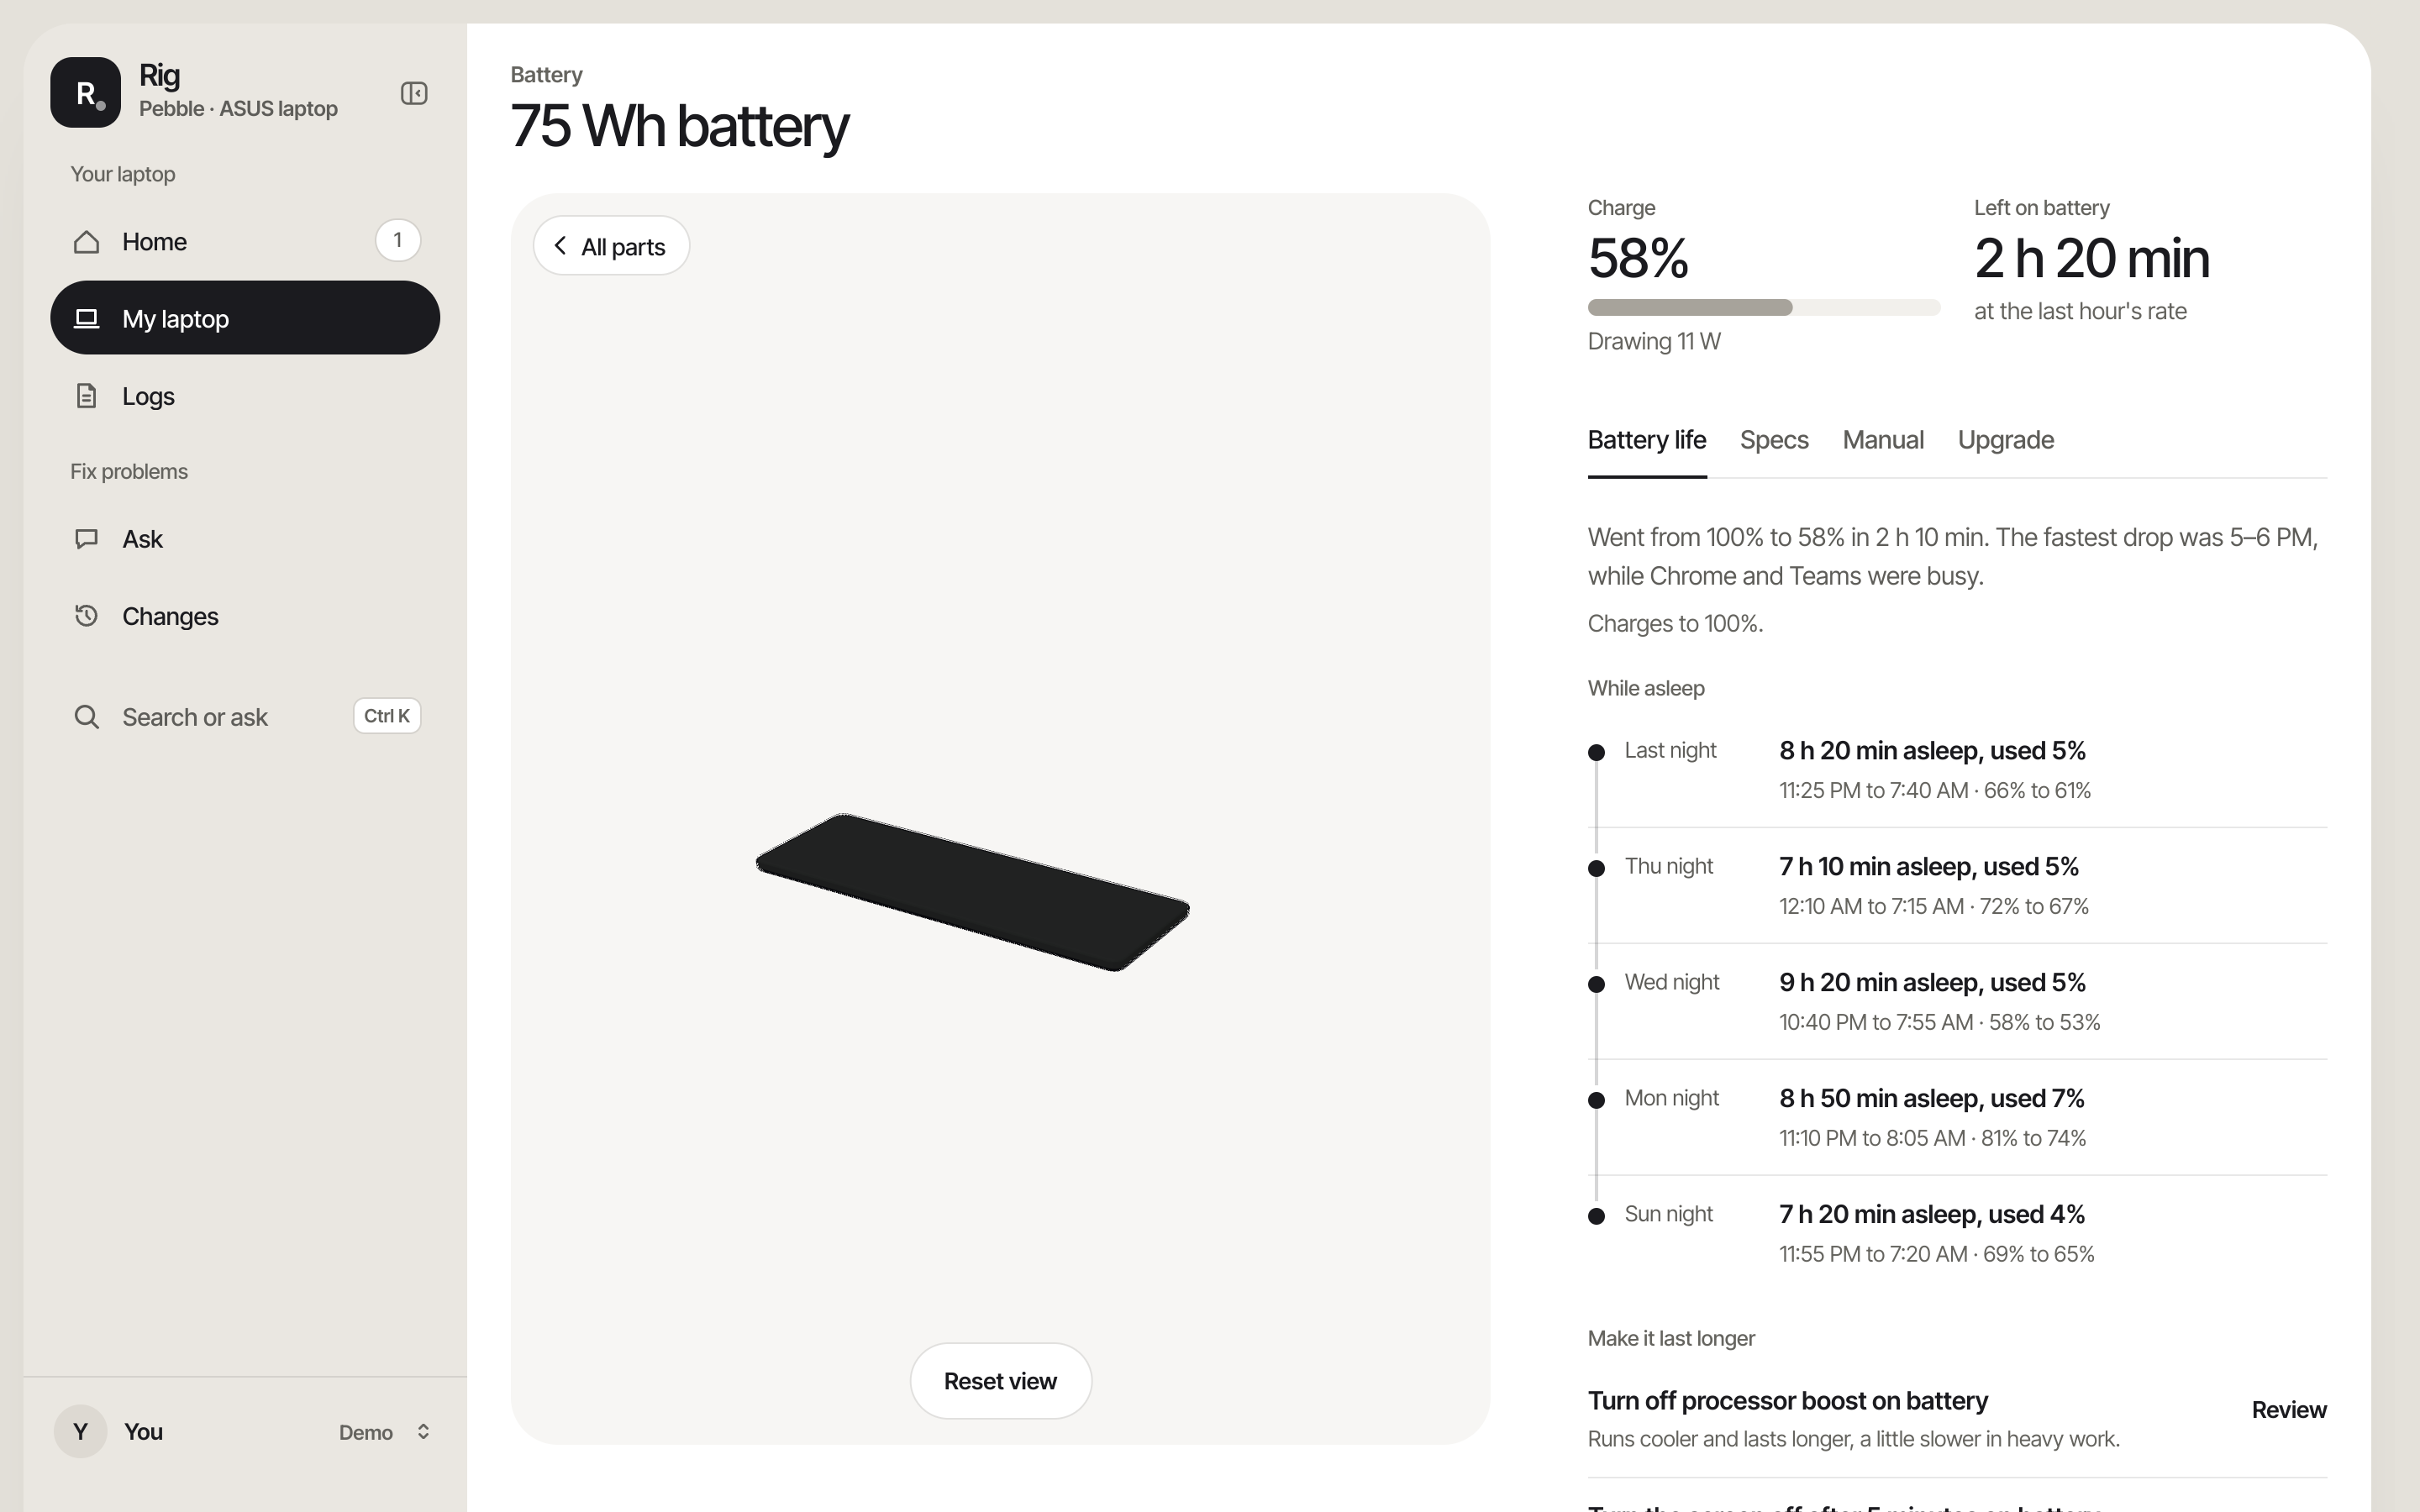 R.
Rig
Pebble · ASUS laptop
Your laptop
Home
1
My laptop
Logs
Fix problems
Ask
Changes
Search or ask
Ctrl K
Y
You
Demo
Battery
75 Wh battery
All parts
Reset view
Charge
58%
Drawing 11 W
Left on battery
2 h 20 min
at the last hour's rate
Battery life
Specs
Manual
Upgrade
Went from 100% to 58% in 2 h 10 min. The fastest drop was 5–6 PM,
while Chrome and Teams were busy.
Charges to 100%.
While asleep
Last night
8 h 20 min asleep, used 5%
11:25 PM to 7:40 AM · 66% to 61%
Thu night
7 h 10 min asleep, used 5%
12:10 AM to 7:15 AM · 72% to 67%
Wed night
9 h 20 min asleep, used 5%
10:40 PM to 7:55 AM · 58% to 53%
Mon night
8 h 50 min asleep, used 7%
11:10 PM to 8:05 AM · 81% to 74%
Sun night
7 h 20 min asleep, used 4%
11:55 PM to 7:20 AM · 69% to 65%
Make it last longer
Turn off processor boost on battery
Runs cooler and lasts longer, a little slower in heavy work.
Review